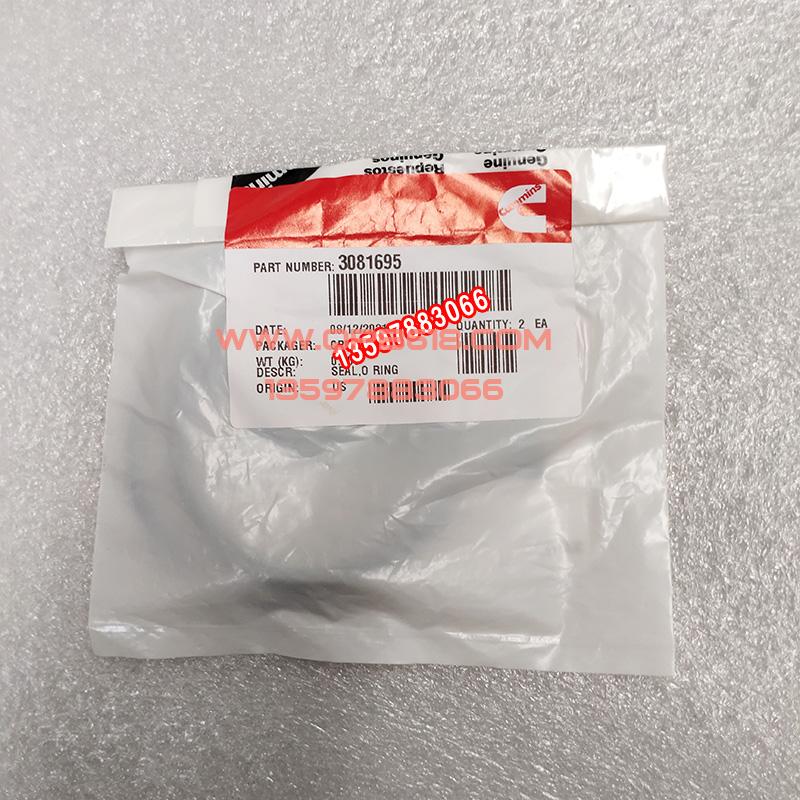 Genuine
Repuestos
Genuinos
Cummins
PART NUMBER: 3081695
13597883066
DATE: QUANTITY: 2 EA
PACKAGER:
WT (KG):
DESCR: SEAL,O RING
ORIGIN: US
13597883066